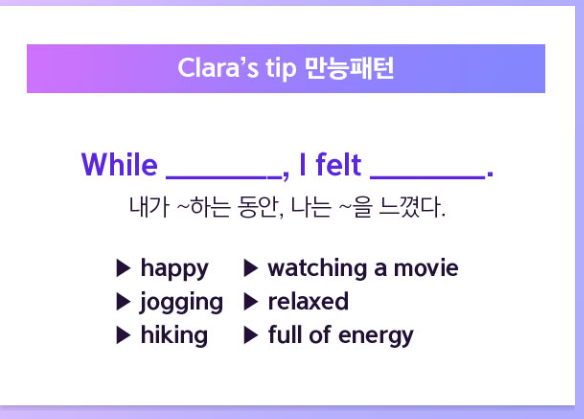 Clara's tip 만능패턴
While ________, I felt ________.
내가 ~하는 동안, 나는 ~을 느꼈다.
▶ happy ▶ watching a movie
▶ jogging ▶ relaxed
▶ hiking ▶ full of energy